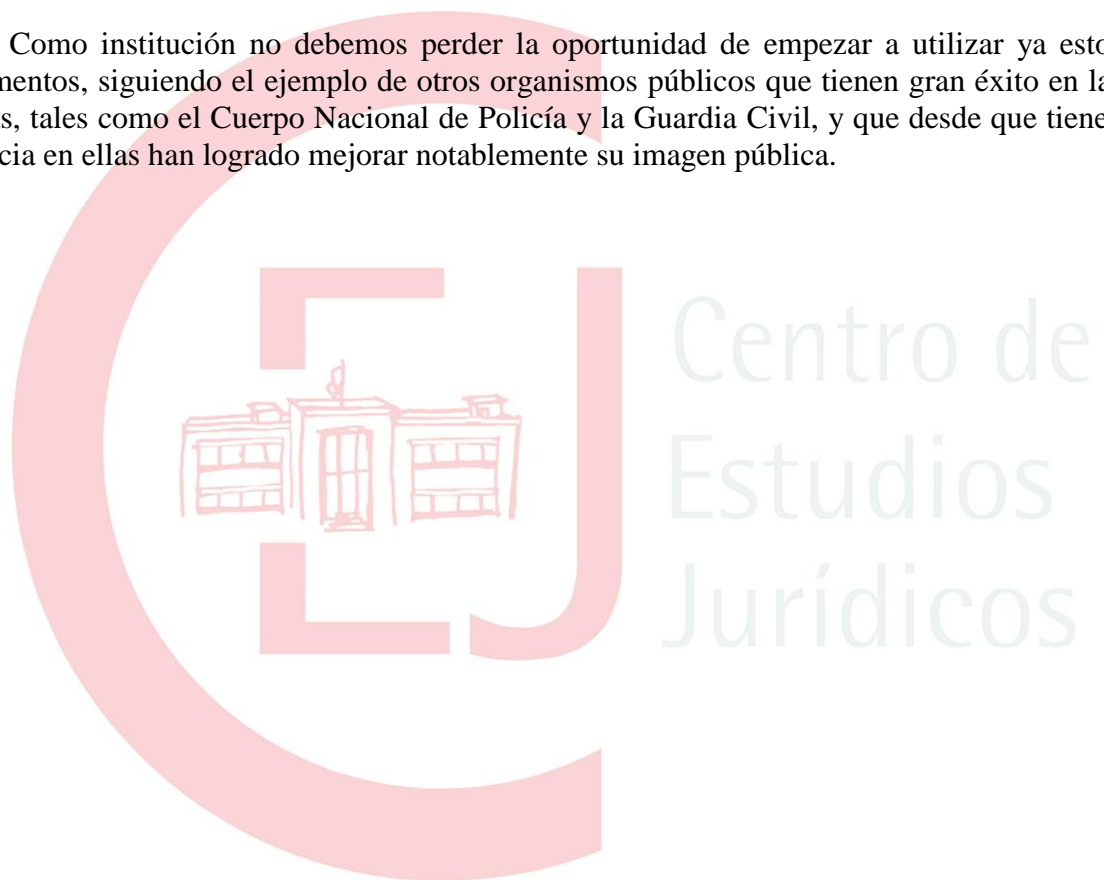 Como institución no debemos perder la oportunidad de empezar a utilizar ya esto
mentos, siguiendo el ejemplo de otros organismos públicos que tienen gran éxito en la
s, tales como el Cuerpo Nacional de Policía y la Guardia Civil, y que desde que tiene
cia en ellas han logrado mejorar notablemente su imagen pública.
CEJ
Centro de
Estudios
Jurídicos